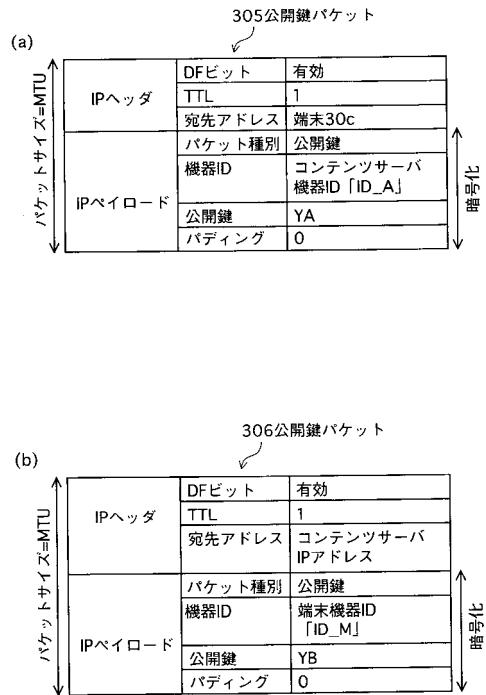 305公開鍵パケット
(a)
パケットサイズ=MTU
IPヘッダ
DFビット 有効
TTL 1
宛先アドレス 端末30c
IPペイロード
パケット種別 公開鍵
機器ID コンテンツサーバ
機器ID「ID_A」
公開鍵 YA
パディング 0
暗号化
306公開鍵パケット
(b)
パケットサイズ=MTU
IPヘッダ
DFビット 有効
TTL 1
宛先アドレス コンテンツサーバ
IPアドレス
IPペイロード
パケット種別 公開鍵
機器ID 端末機器ID
「ID_M」
公開鍵 YB
パディング 0
暗号化